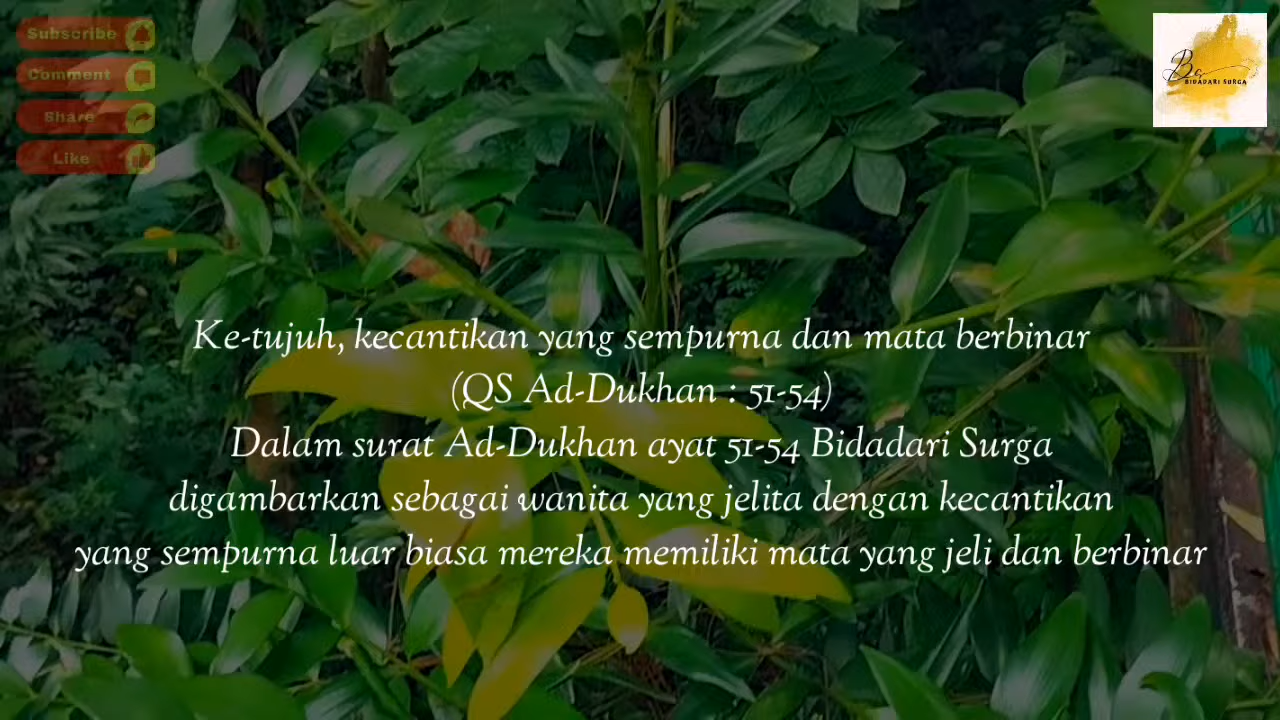 Subscribe
Comment
Share
Like
Bs
BIDADARI SURGA
Ke-tujuh, kecantikan yang sempurna dan mata berbinar
(QS Ad-Dukhan : 51-54)
Dalam surat Ad-Dukhan ayat 51-54 Bidadari Surga
digambarkan sebagai wanita yang jelita dengan kecantikan
yang sempurna luar biasa mereka memiliki mata yang jeli dan berbinar